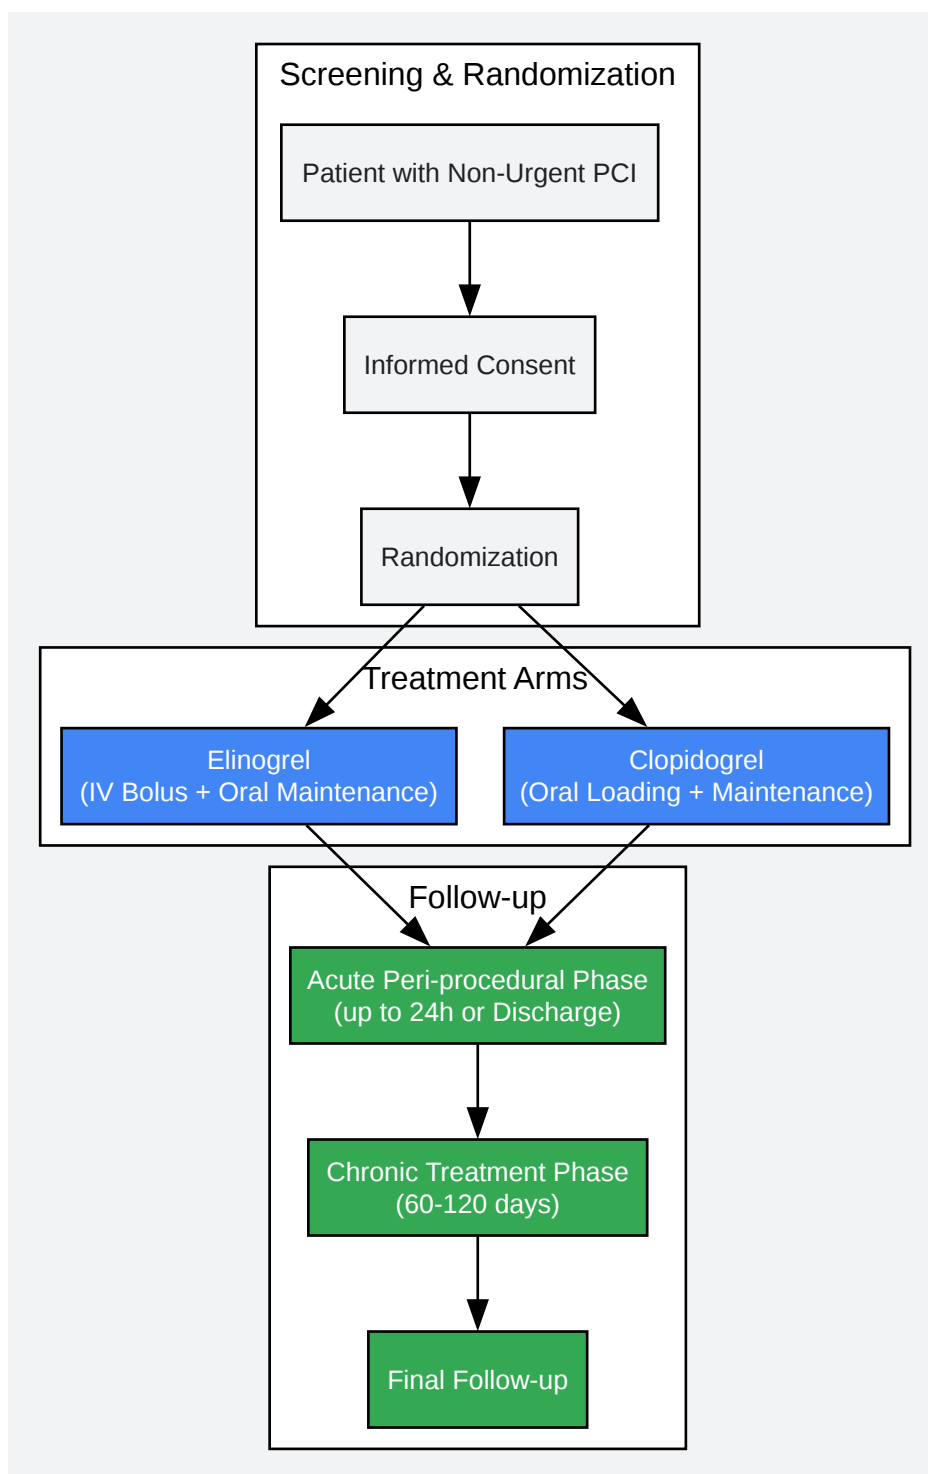 Screening & Randomization
Patient with Non-Urgent PCI
Informed Consent
Randomization
Treatment Arms
Elinogrel
(IV Bolus + Oral Maintenance)
Clopidogrel
(Oral Loading + Maintenance)
Follow-up
Acute Peri-procedural Phase
(up to 24h or Discharge)
Chronic Treatment Phase
(60-120 days)
Final Follow-up